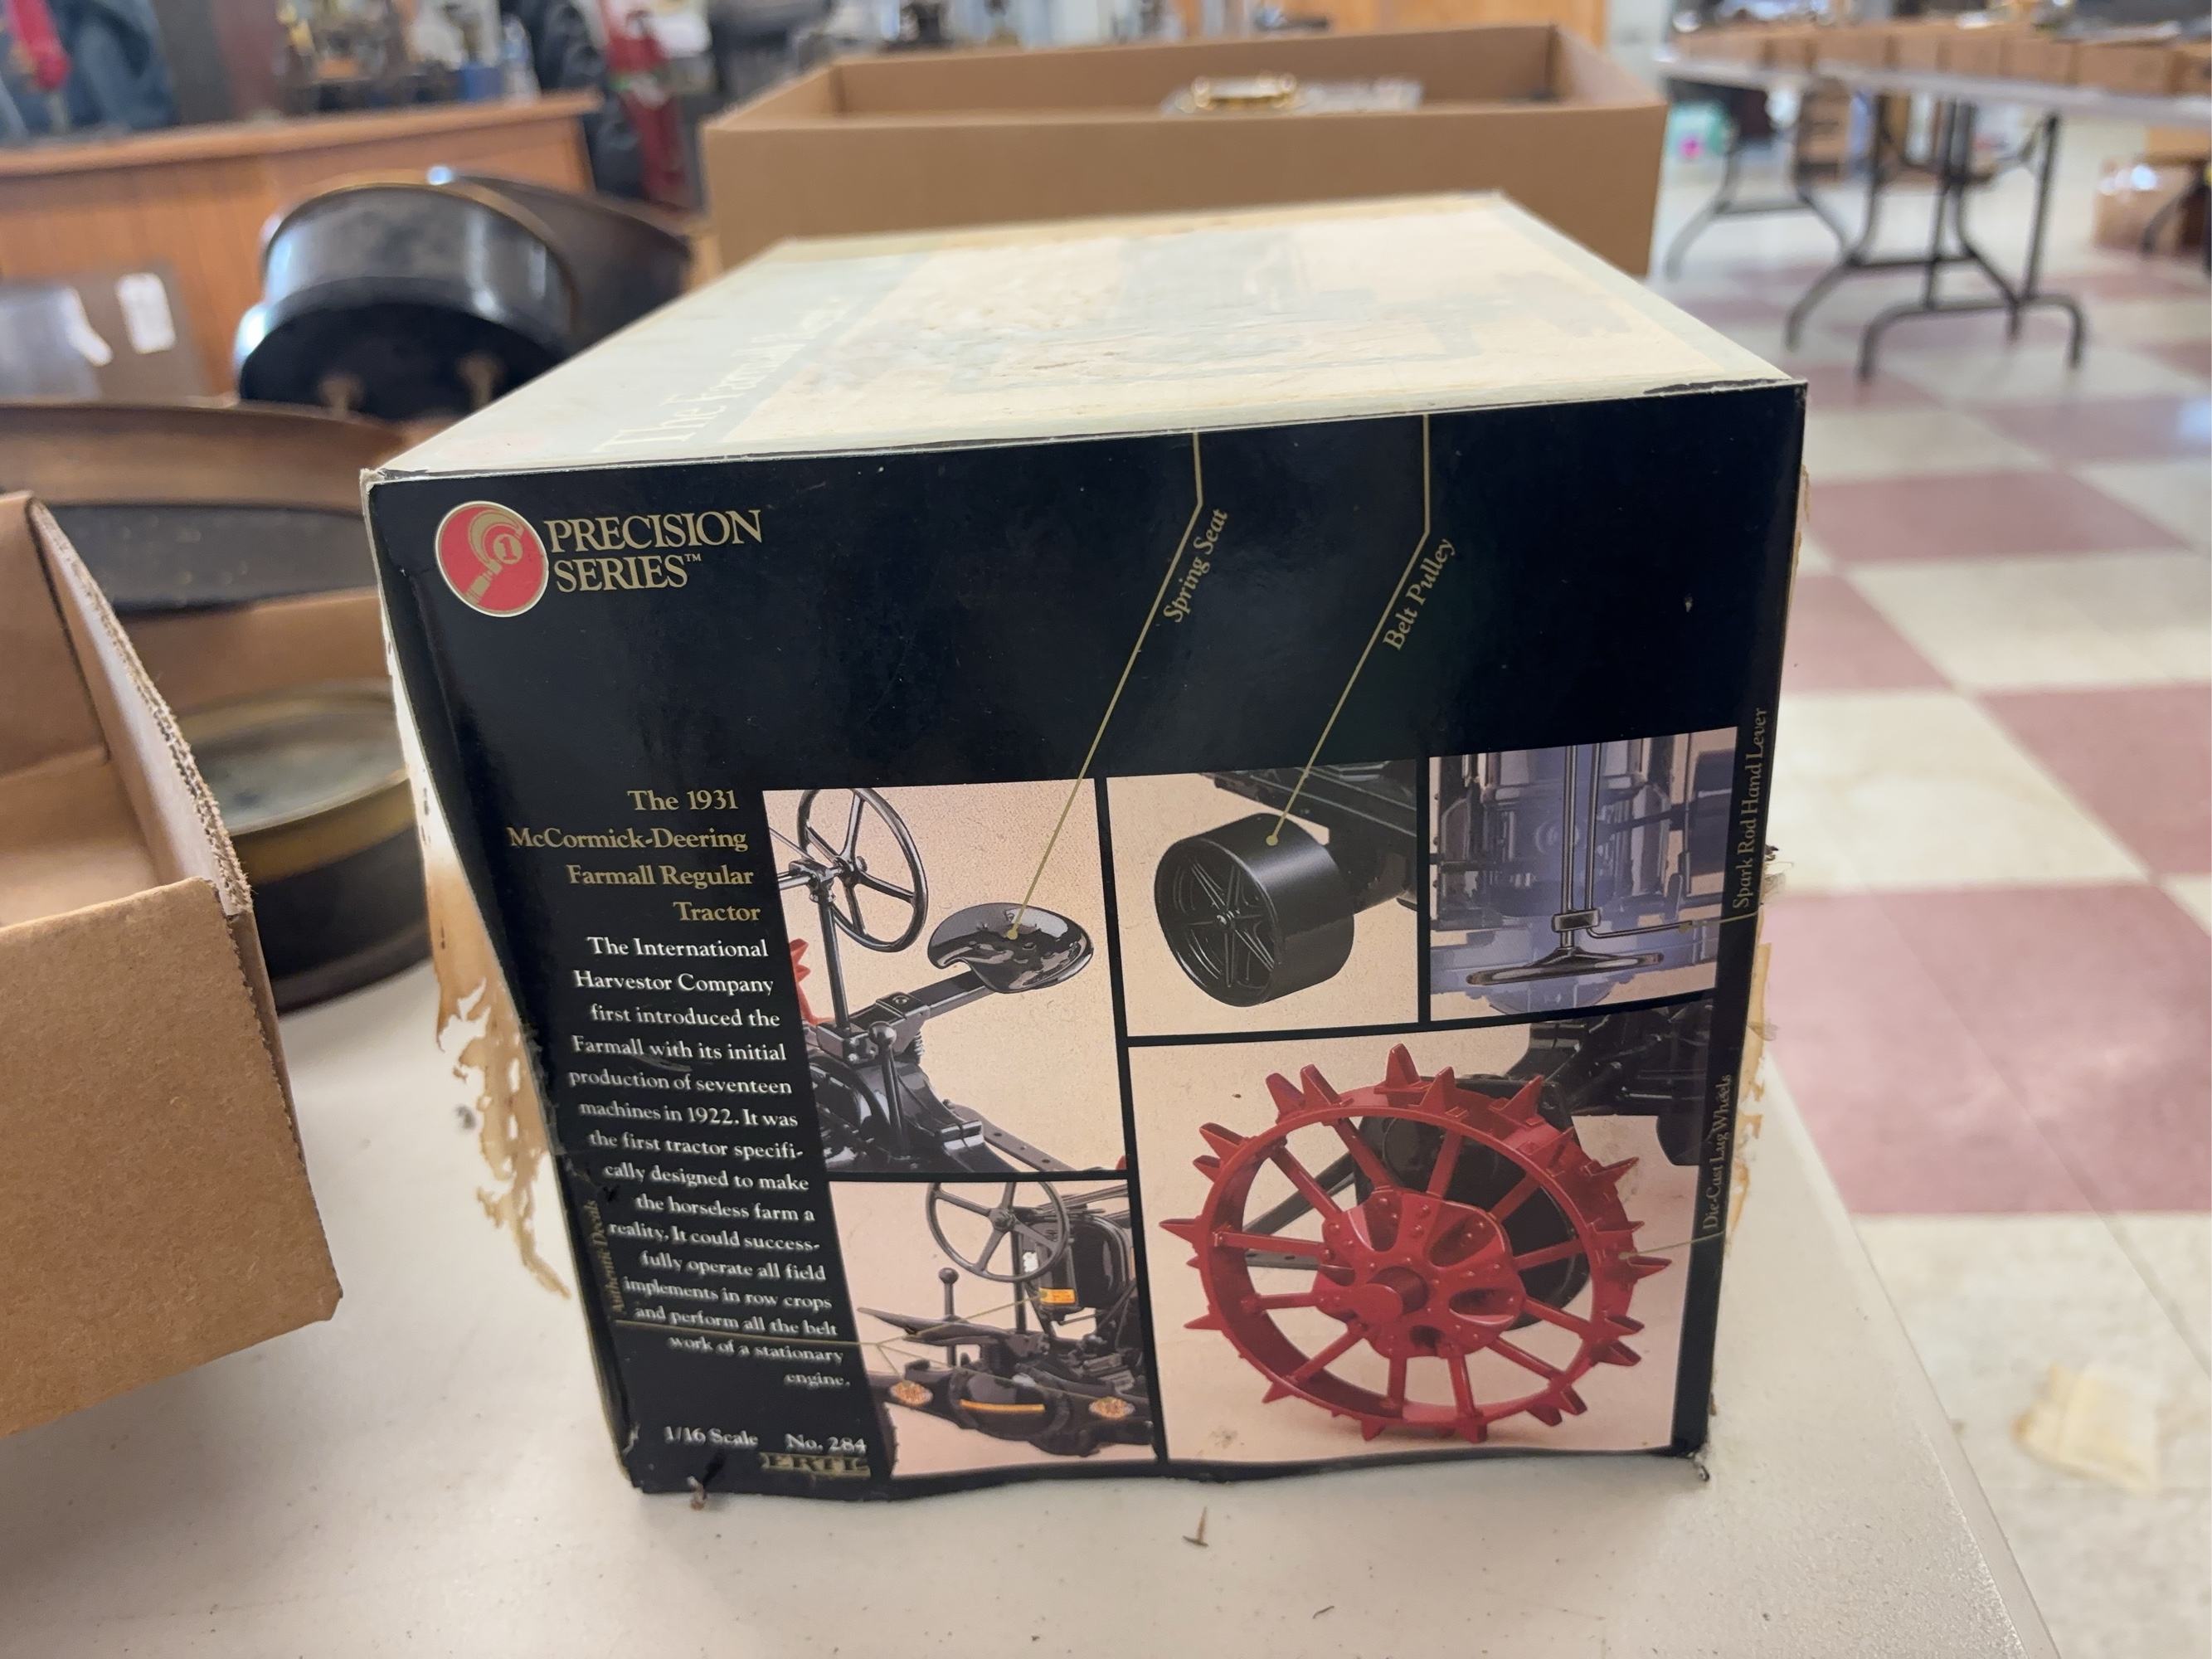 The Farmall
1
PRECISION
SERIES™
Spring Seat
Belt Pulley
Spark Rod Hand Lever
The 1931
McCormick-Deering
Farmall Regular
Tractor
The International
Harvestor Company
first introduced the
Farmall with its initial
production of seventeen
machines in 1922. It was
the first tractor specifi-
cally designed to make
the horseless farm a
reality. It could success-
fully operate all field
implements in row crops
and perform all the belt
work of a stationary
engine.
Authentic Decals
Die-Cast Lug Wheels
1/16 Scale No. 284
ERTL